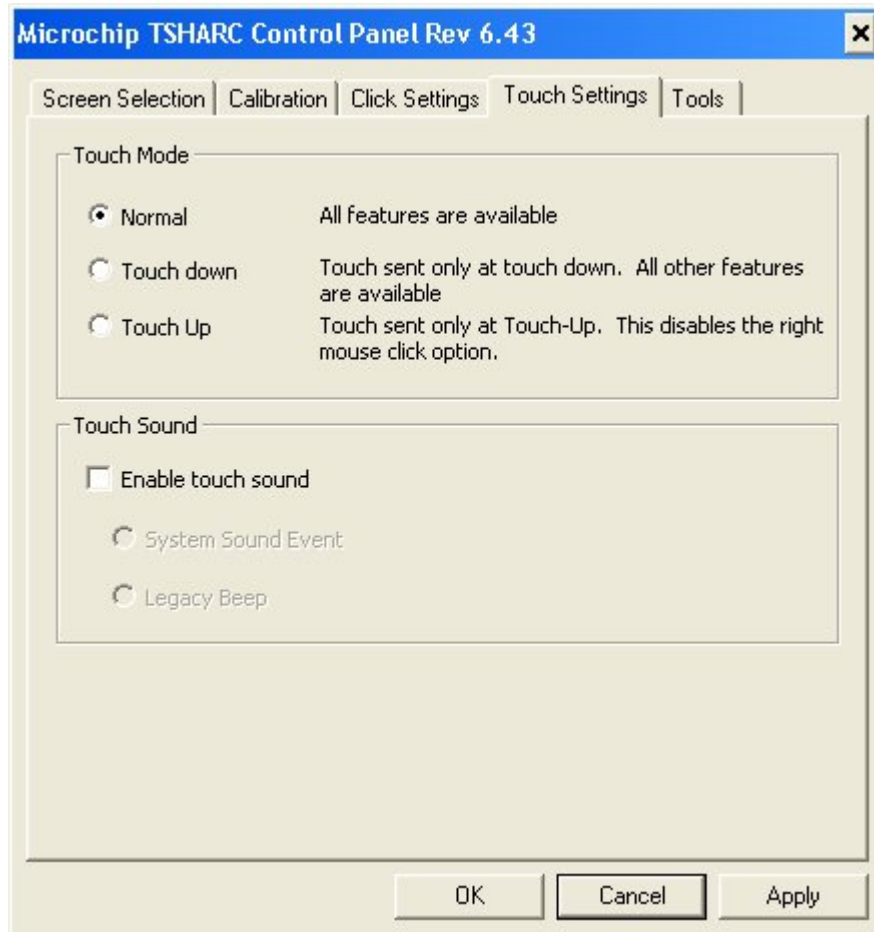 Microchip TSHARC Control Panel Rev 6.43
Screen Selection Calibration Click Settings Touch Settings Tools
Touch Mode
Normal All features are available
Touch down Touch sent only at touch down. All other features
are available
Touch Up Touch sent only at Touch-Up. This disables the right
mouse click option.
Touch Sound
Enable touch sound
System Sound Event
Legacy Beep
OK Cancel Apply